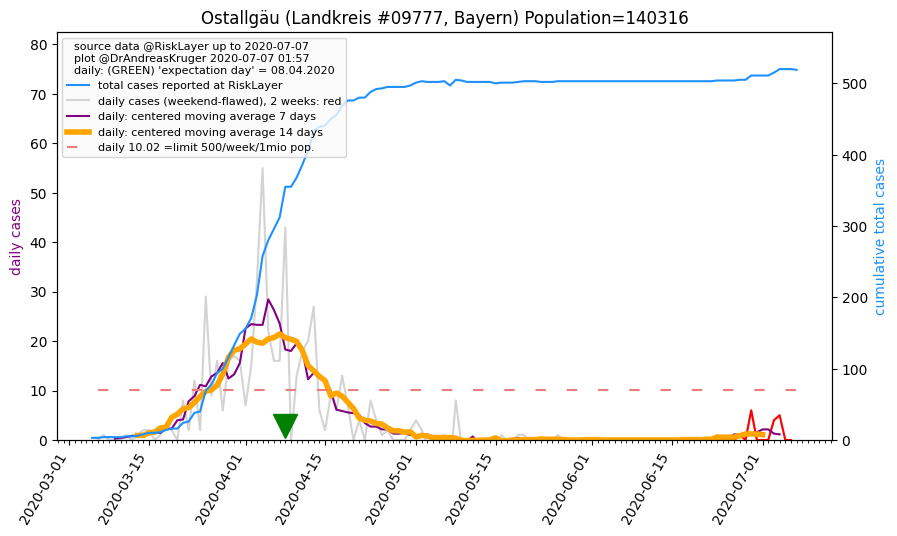 Ostallgäu (Landkreis #09777, Bayern) Population=140316
source data @RiskLayer up to 2020-07-07
plot @DrAndreasKruger 2020-07-07 01:57
daily: (GREEN) 'expectation day' = 08.04.2020
total cases reported at RiskLayer
daily cases (weekend-flawed), 2 weeks: red
daily: centered moving average 7 days
daily: centered moving average 14 days
daily 10.02 =limit 500/week/1mio pop.
daily cases
80
70
60
50
40
30
20
10
0
cumulative total cases
500
400
300
200
100
0
2020-03-01
2020-03-15
2020-04-01
2020-04-15
2020-05-01
2020-05-15
2020-06-01
2020-06-15
2020-07-01